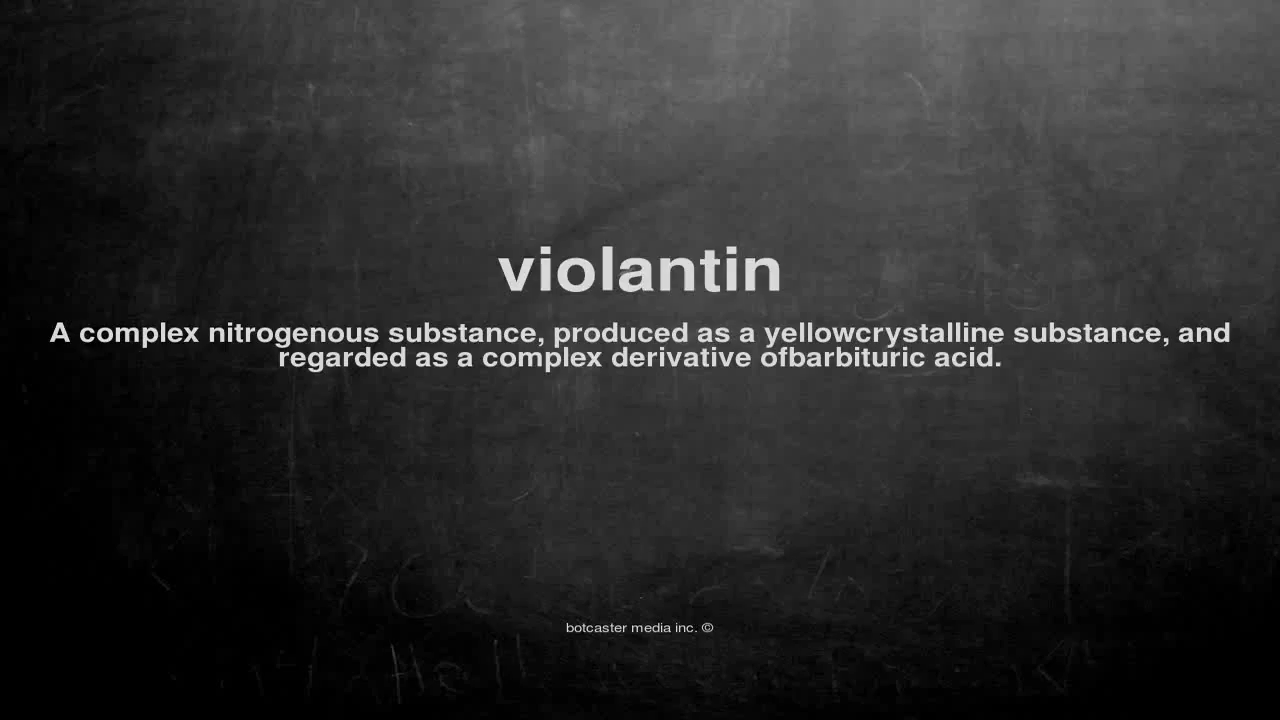 violantin
A complex nitrogenous substance, produced as a yellowcrystalline substance, and
regarded as a complex derivative ofbarbituric acid.
botcaster media inc. ©